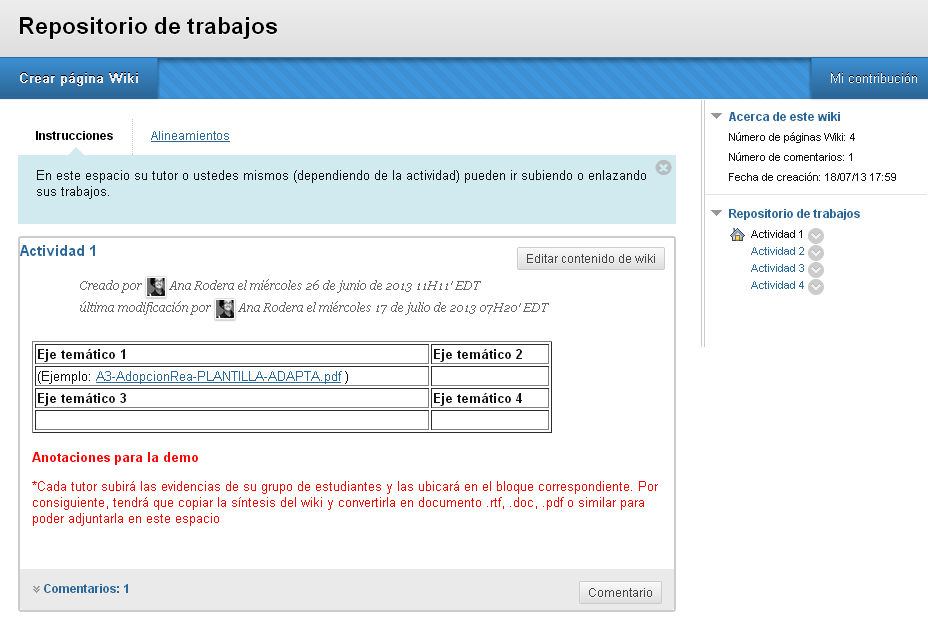 Repositorio de trabajos
Crear página Wiki
Mi contribución
Instrucciones
Alineamientos
En este espacio su tutor o ustedes mismos (dependiendo de la actividad) pueden ir subiendo o enlazando
sus trabajos.
Actividad 1
Editar contenido de wiki
Creado por Ana Rodera el miércoles 26 de junio de 2013 11H11' EDT
última modificación por Ana Rodera el miércoles 17 de julio de 2013 07H20' EDT
Eje temático 1
Eje temático 2
(Ejemplo: A3-AdopcionRea-PLANTILLA-ADAPTA.pdf )
Eje temático 3
Eje temático 4
Anotaciones para la demo
*Cada tutor subirá las evidencias de su grupo de estudiantes y las ubicará en el bloque correspondiente. Por
consiguiente, tendrá que copiar la síntesis del wiki y convertirla en documento .rtf, .doc, .pdf o similar para
poder adjuntarla en este espacio
Comentarios: 1
Comentario
Acerca de este wiki
Número de páginas Wiki: 4
Número de comentarios: 1
Fecha de creación: 18/07/13 17:59
Repositorio de trabajos
Actividad 1
Actividad 2
Actividad 3
Actividad 4